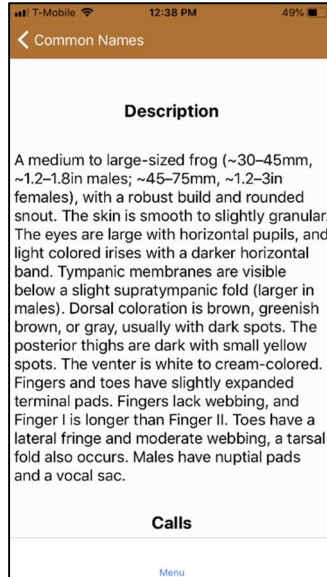 T-Mobile 12:38 PM 49%
Common Names
Description
A medium to large-sized frog (~30–45mm,
~1.2–1.8in males; ~45–75mm, ~1.2–3in
females), with a robust build and rounded
snout. The skin is smooth to slightly granular.
The eyes are large with horizontal pupils, and
light colored irises with a darker horizontal
band. Tympanic membranes are visible
below a slight supratympanic fold (larger in
males). Dorsal coloration is brown, greenish
brown, or gray, usually with dark spots. The
posterior thighs are dark with small yellow
spots. The venter is white to cream-colored.
Fingers and toes have slightly expanded
terminal pads. Fingers lack webbing, and
Finger I is longer than Finger II. Toes have a
lateral fringe and moderate webbing, a tarsal
fold also occurs. Males have nuptial pads
and a vocal sac.
Calls
Menu